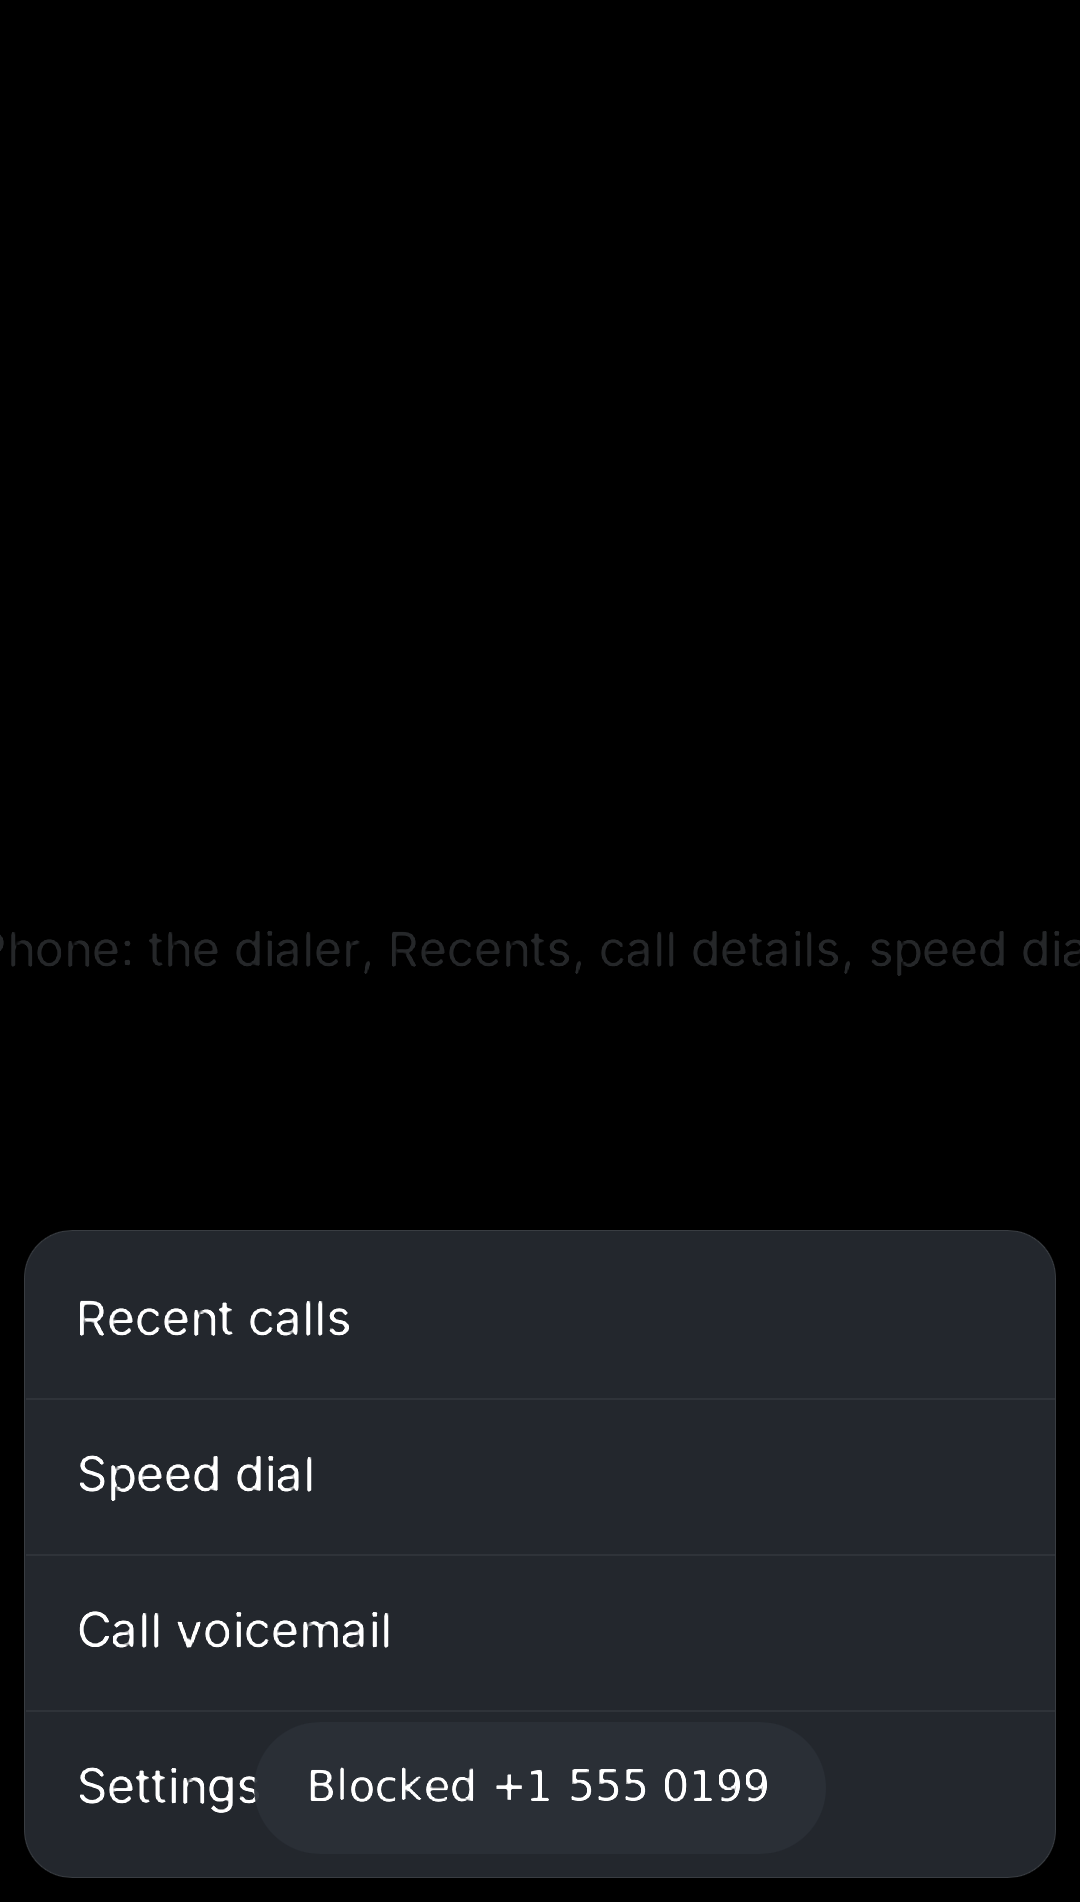 Phone: the dialer, Recents, call details, speed dia
Recent calls
Speed dial
Call voicemail
Settings
Blocked +1 555 0199